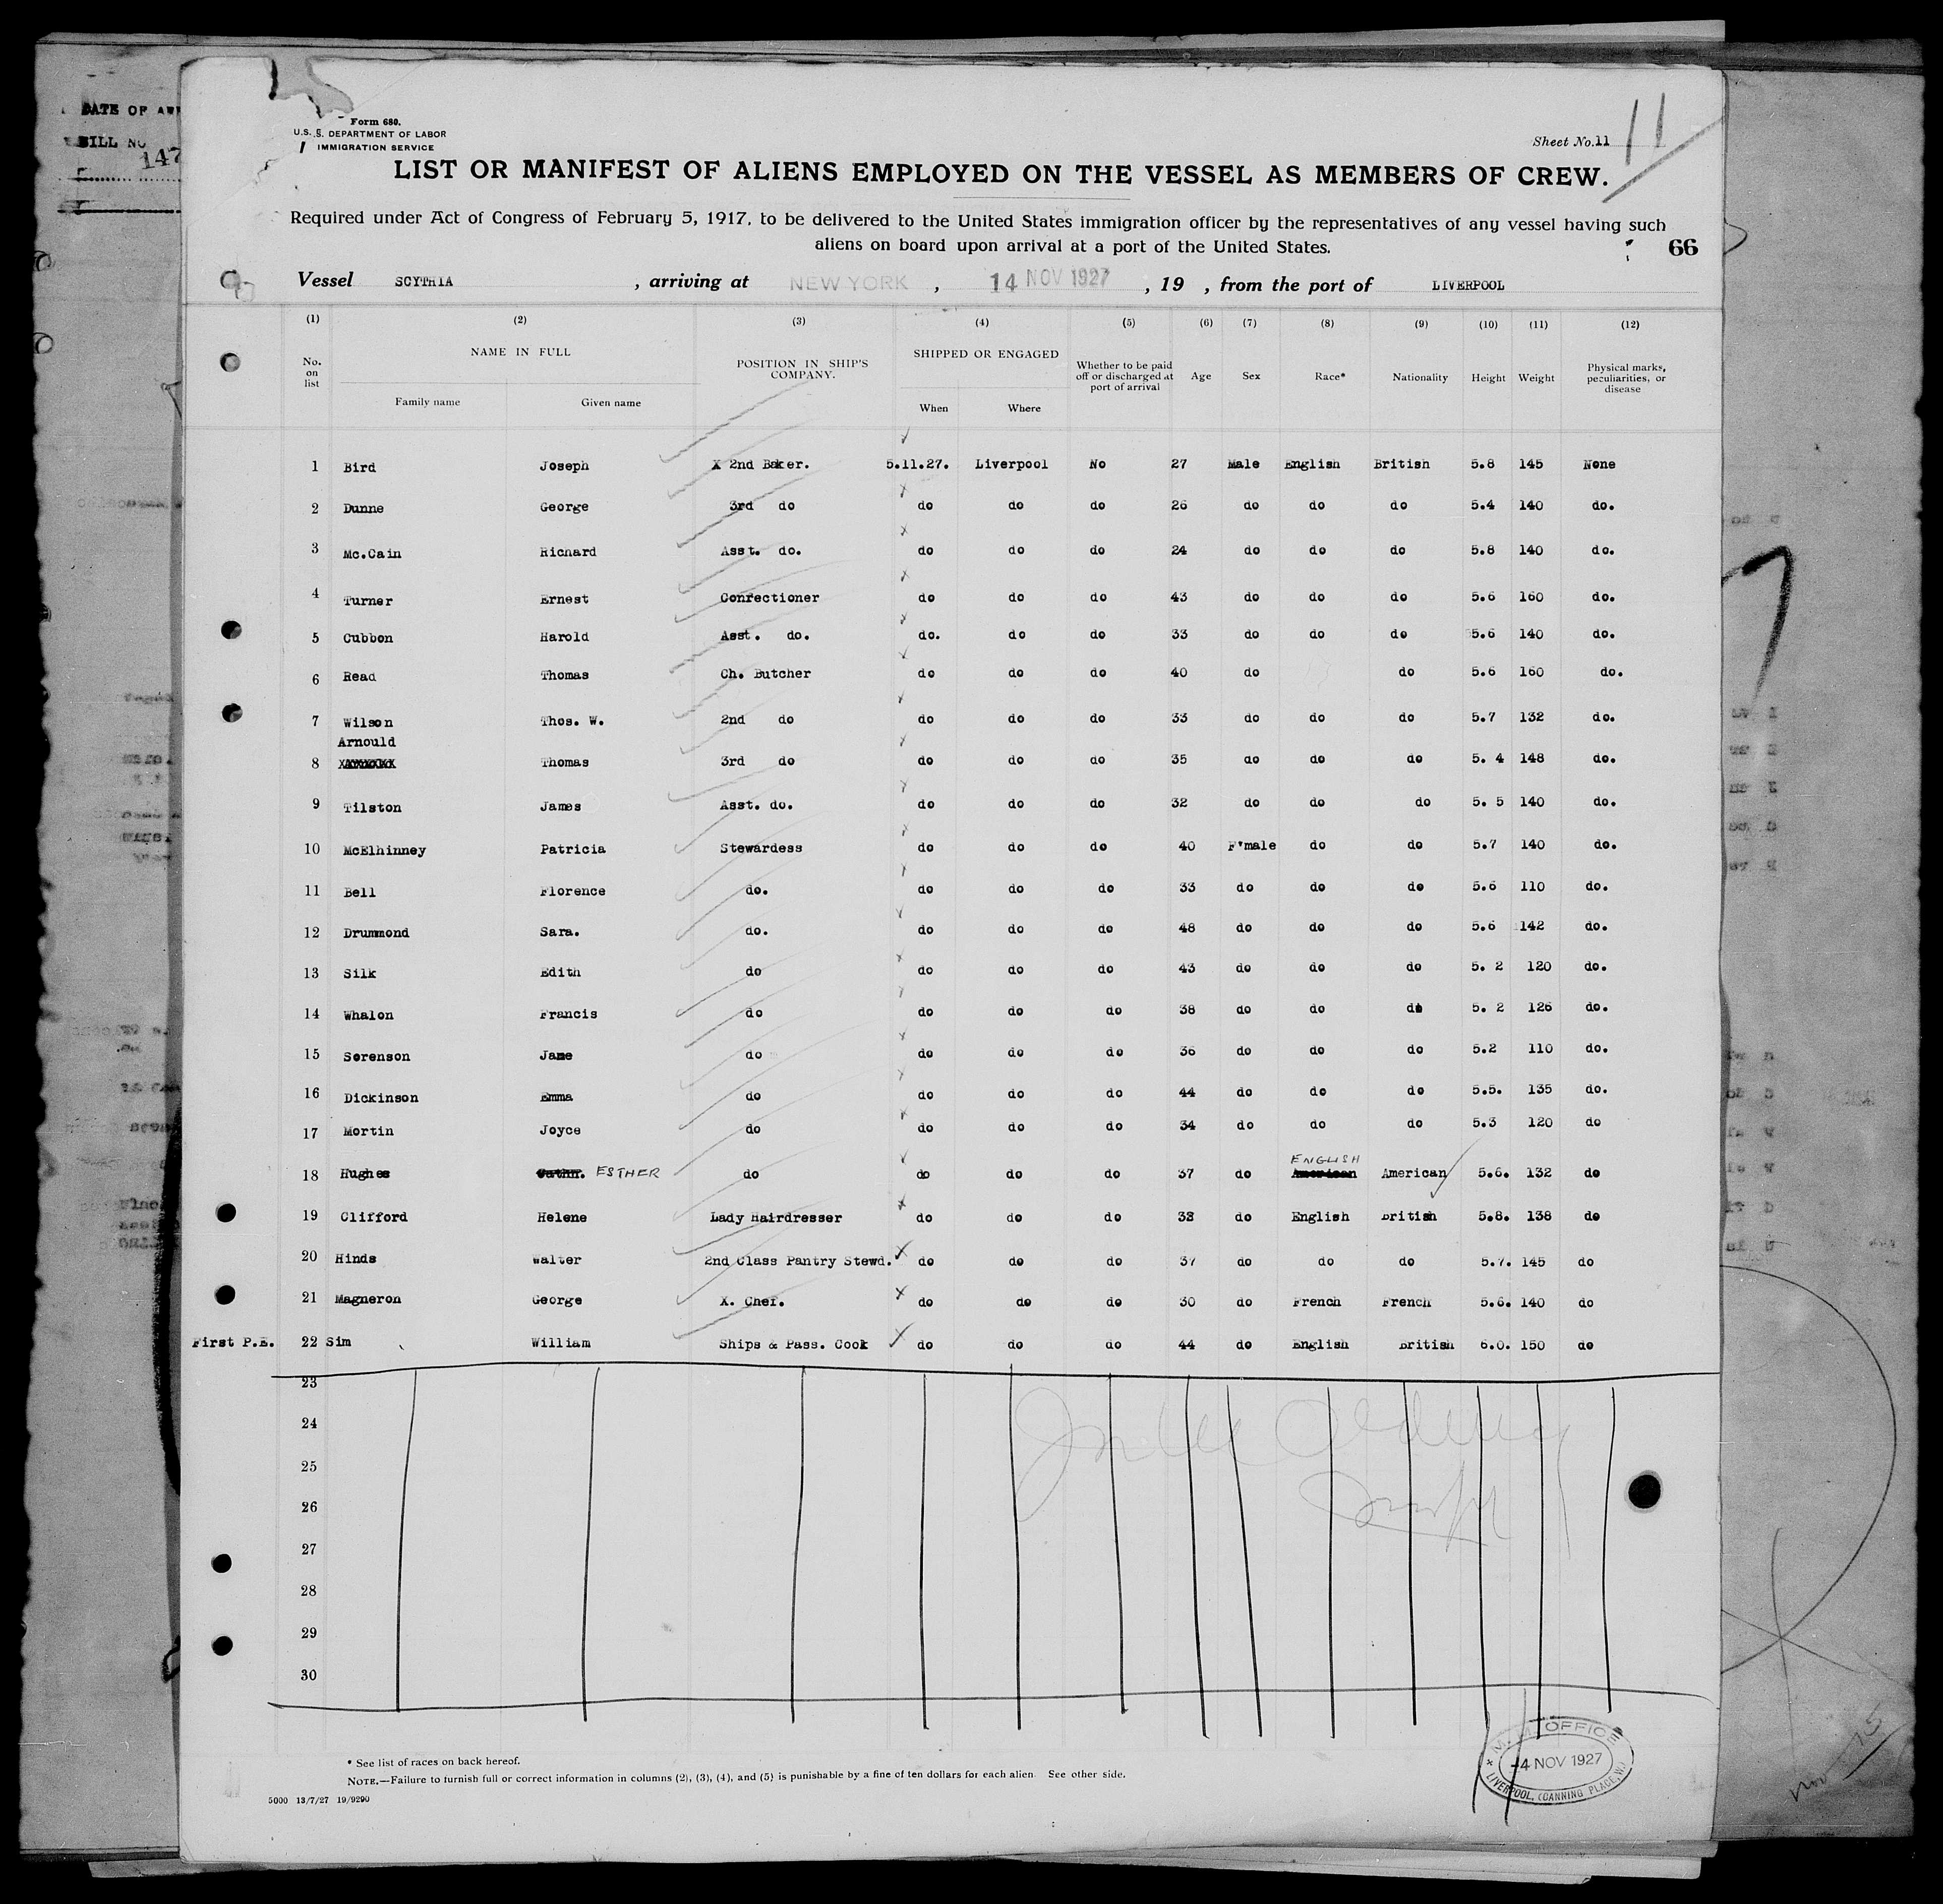 DATE OF
BILL NO
147
Form 680.
U.S. S. DEPARTMENT OF LABOR
IMMIGRATION SERVICE
Sheet No. 11
11
LIST OR MANIFEST OF ALIENS EMPLOYED ON THE VESSEL AS MEMBERS OF CREW.
Required under Act of Congress of February 5, 1917, to be delivered to the United States immigration officer by the representatives of any vessel having such
aliens on board upon arrival at a port of the United States.
66
Vessel SCYTHIA , arriving at NEW YORK , 14 NOV 1927 , 19 , from the port of LIVERPOOL
(1) (2) (3) (4) (5) (6) (7) (8) (9) (10) (11) (12)
No. on list NAME IN FULL Family name Given name POSITION IN SHIP'S COMPANY. SHIPPED OR ENGAGED When Where Whether to be paid off or discharged at port of arrival Age Sex Race* Nationality Height Weight Physical marks, peculiarities, or disease
1 Bird Joseph X 2nd Baker. 5.11.27. Liverpool No 27 Male English British 5.8 145 None
2 Dunne George 3rd do do do do 26 do do do 5.4 140 do.
3 Mc.Cain Richard Asst. do. do do do 24 do do do 5.8 140 do.
4 Turner Ernest Confectioner do do do 43 do do do 5.6 160 do.
5 Cubbon Harold Asst. do. do. do do 33 do do do 5.6 140 do.
6 Read Thomas Ch. Butcher do do do 40 do do 5.6 160 do.
7 Wilson Thos. W. 2nd do do do do 33 do do do 5.7 132 do.
Arnould
8 Thomas 3rd do do do do 35 do do do 5. 4 148 do.
9 Tilston James Asst. do. do do do 32 do do do 5. 5 140 do.
10 McElhinney Patricia Stewardess do do do 40 F'male do do 5.7 140 do.
11 Bell Florence do. do do do 33 do do do 5.6 110 do.
12 Drummond Sara. do. do do do 48 do do do 5.6 142 do.
13 Silk Edith do do do do 43 do do do 5. 2 120 do.
14 Whalon Francis do do do do 38 do do do 5. 2 126 do.
15 Sorenson Jane do do do do 36 do do do 5.2 110 do.
16 Dickinson Emma do do do do 44 do do do 5.5. 135 do.
17 Mortin Joyce do do do do 34 do do do 5.3 120 do
ENGLISH
18 Hughes Cathn. ESTHER do do do do 37 do American American 5.6. 132 do
19 Clifford Helene Lady Hairdresser do do do 38 do English British 5.8. 138 do
20 Hinds Walter 2nd Class Pantry Stewd. do do do 37 do do do 5.7. 145 do
21 Magneron George X. Chef. do do do 30 do French French 5.6. 140 do
First P.E. 22 Sim William Ships & Pass. Cook do do do 44 do English British 6.0. 150 do
23
24
25
26
27
28
29
30
* See list of races on back hereof.
NOTE.—Failure to furnish full or correct information in columns (2), (3), (4), and (5) is punishable by a fine of ten dollars for each alien. See other side.
5000 13/7/27 19/9290
M.M. OFFICE
-4 NOV 1927
LIVERPOOL, (CANNING PLACE, W)